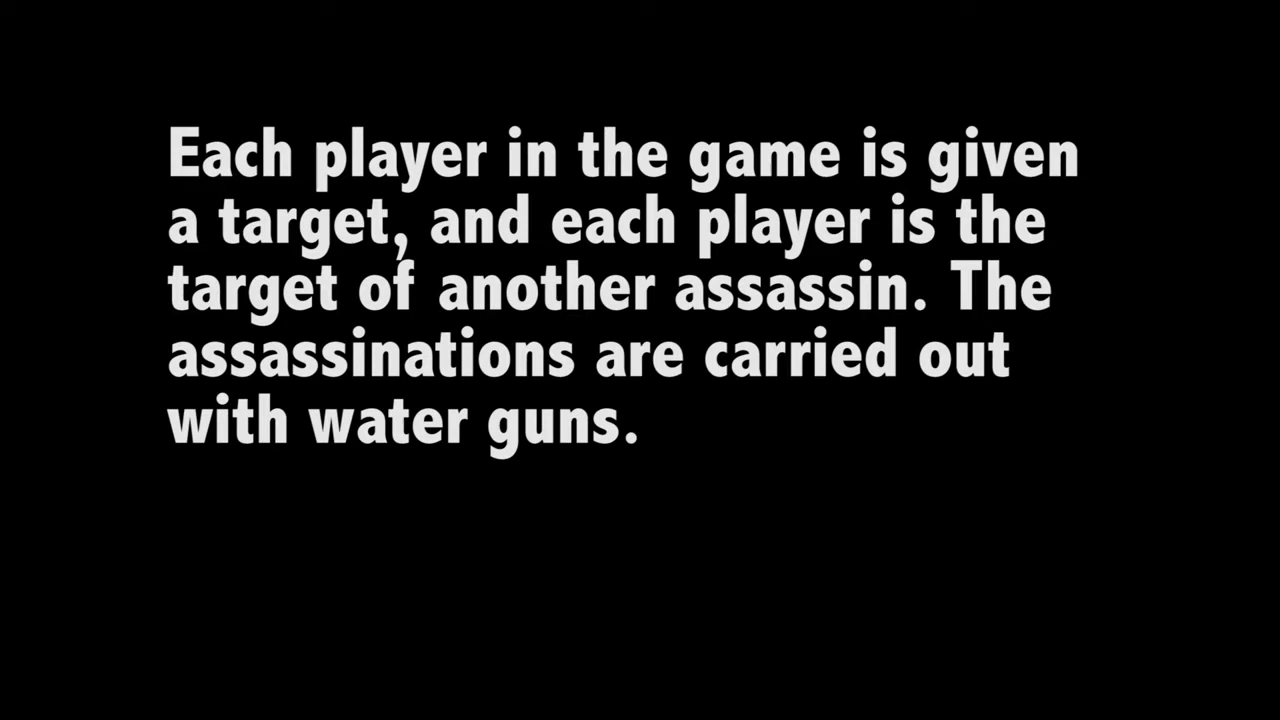 Each player in the game is given
a target, and each player is the
target of another assassin. The
assassinations are carried out
with water guns.